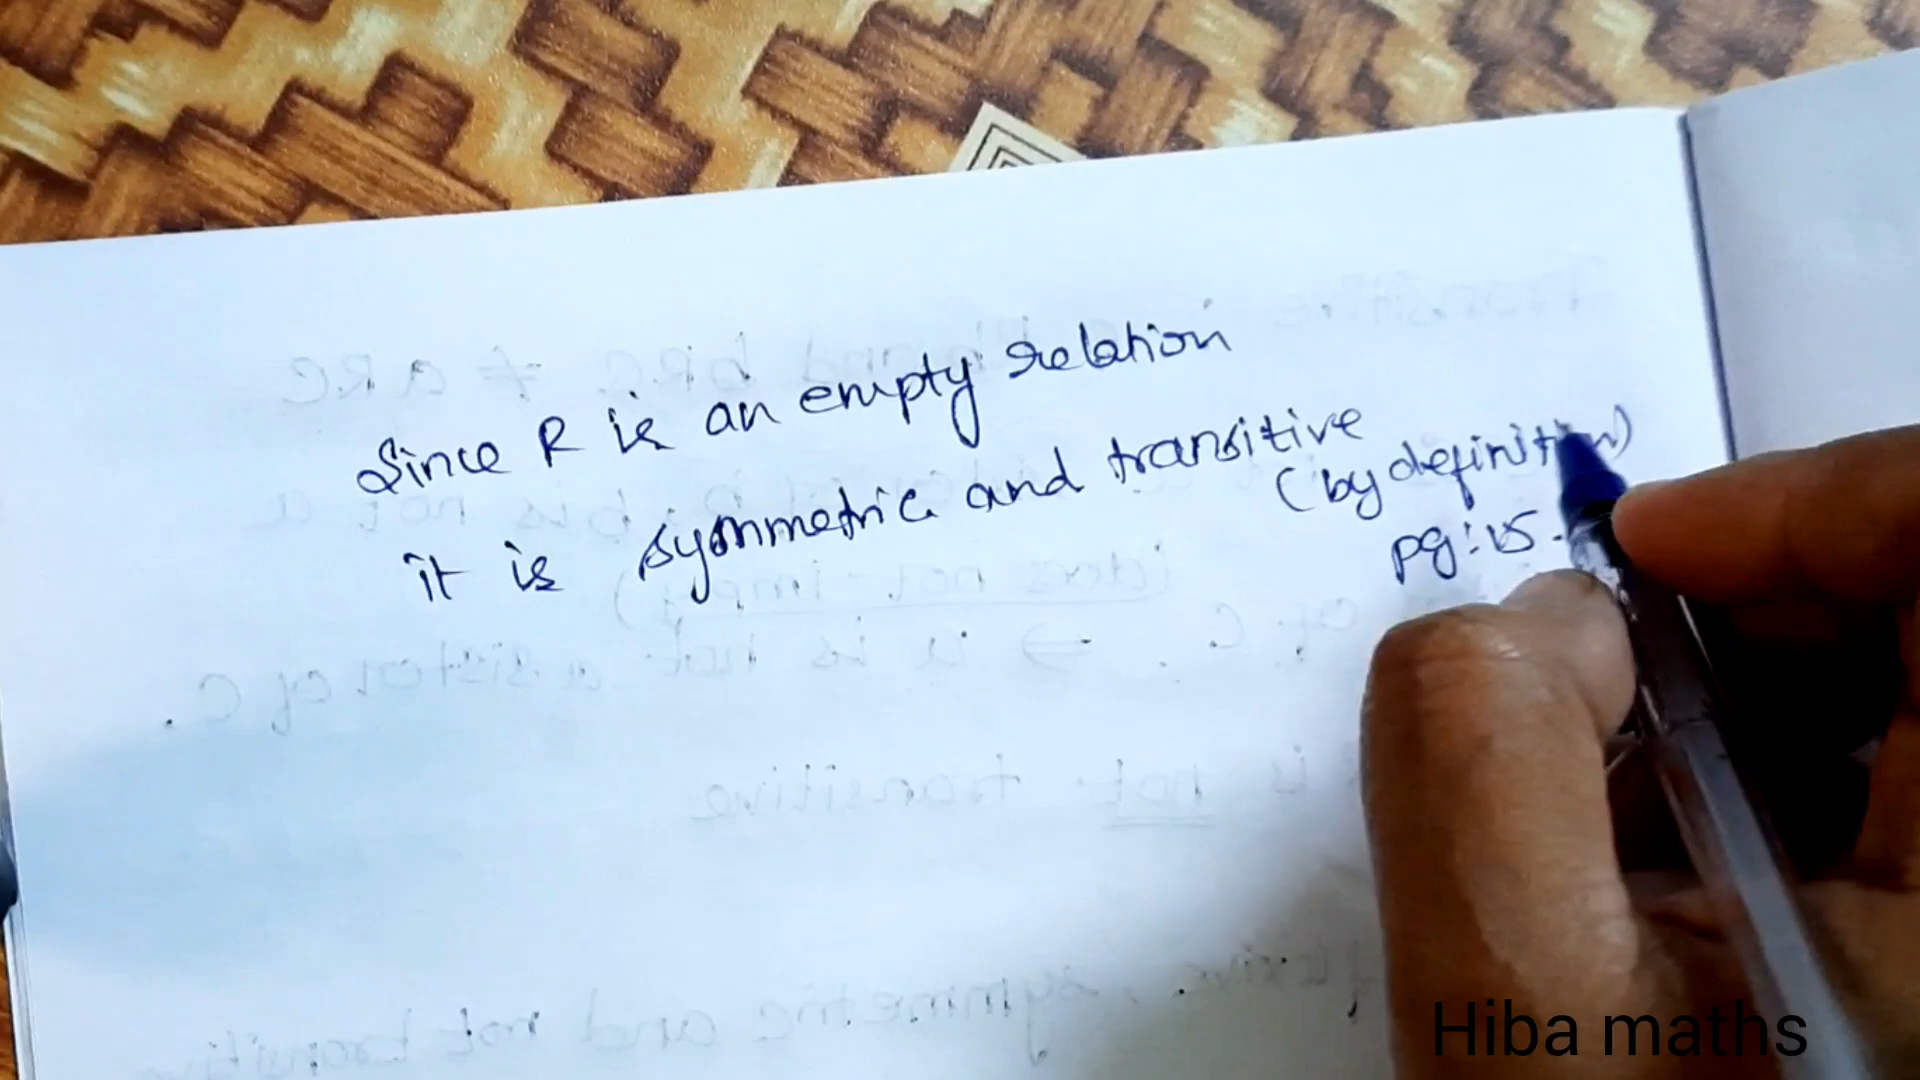 Since R is an empty relation
it is symmetric and transitive
(by definition)
pg: 15.
Hiba maths